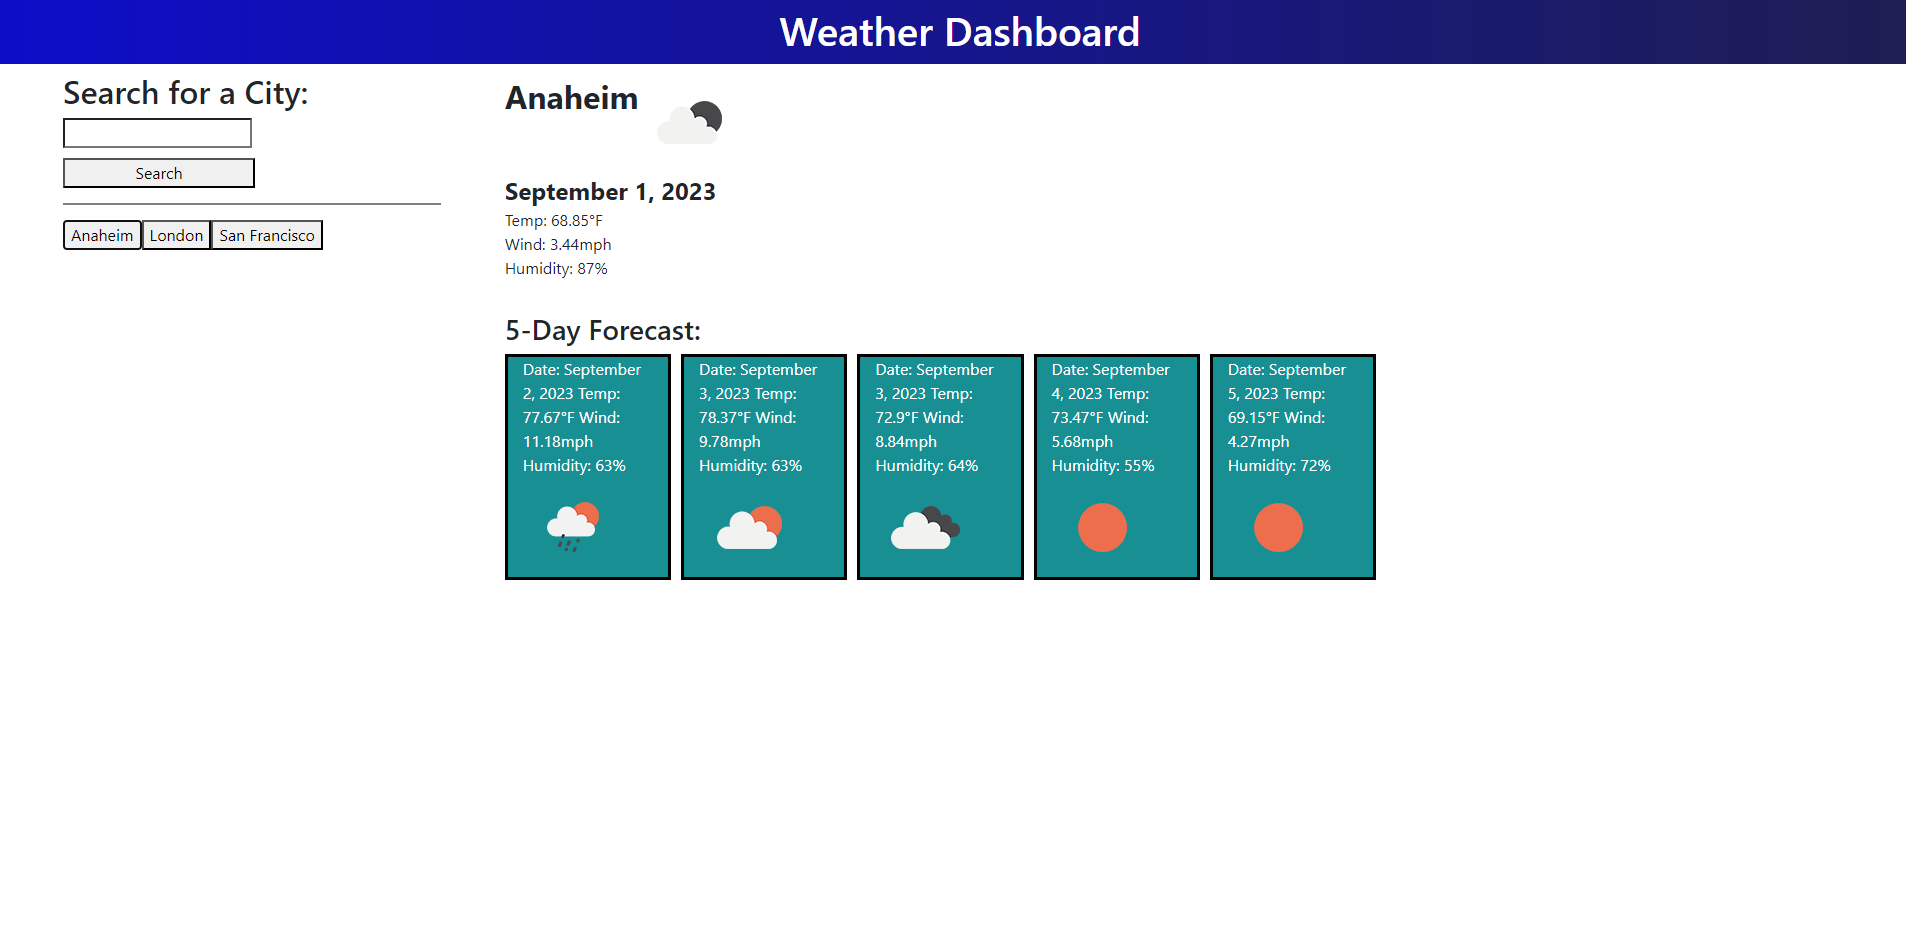 Weather Dashboard
Search for a City:
Search
Anaheim
London
San Francisco
Anaheim
September 1, 2023
Temp: 68.85°F
Wind: 3.44mph
Humidity: 87%
5-Day Forecast:
Date: September
2, 2023 Temp:
77.67°F Wind:
11.18mph
Humidity: 63%
Date: September
3, 2023 Temp:
78.37°F Wind:
9.78mph
Humidity: 63%
Date: September
3, 2023 Temp:
72.9°F Wind:
8.84mph
Humidity: 64%
Date: September
4, 2023 Temp:
73.47°F Wind:
5.68mph
Humidity: 55%
Date: September
5, 2023 Temp:
69.15°F Wind:
4.27mph
Humidity: 72%